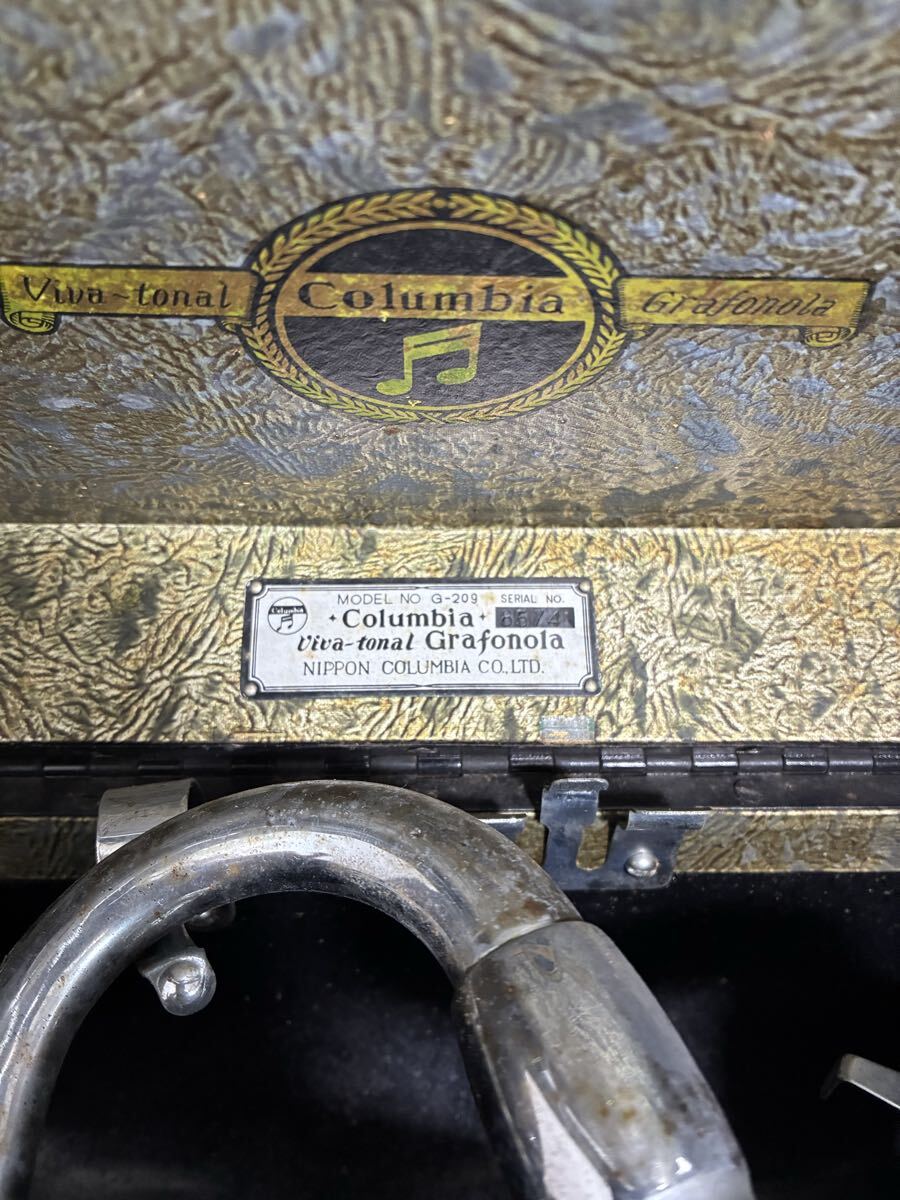 Viva-tonal Columbia Grafonola
MODEL NO G-209 SERIAL NO.
Columbia
Columbia
Viva-tonal Grafonola
NIPPON COLUMBIA CO., LTD.